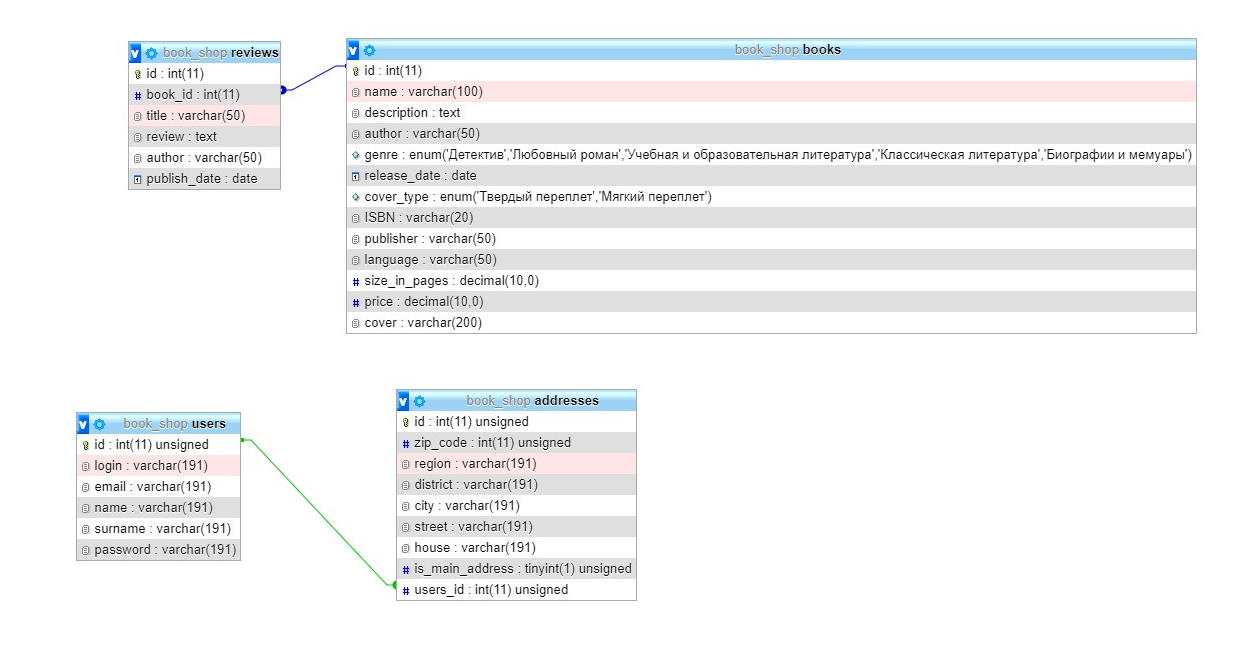 book_shop reviews
id : int(11)
book_id : int(11)
title : varchar(50)
review : text
author : varchar(50)
publish_date : date
book_shop books
id : int(11)
name : varchar(100)
description : text
author : varchar(50)
genre : enum('Детектив','Любовный роман','Учебная и образовательная литература','Классическая литература','Биографии и мемуары')
release_date : date
cover_type : enum('Твердый переплет','Мягкий переплет')
ISBN : varchar(20)
publisher : varchar(50)
language : varchar(50)
size_in_pages : decimal(10,0)
price : decimal(10,0)
cover : varchar(200)
book_shop users
id : int(11) unsigned
login : varchar(191)
email : varchar(191)
name : varchar(191)
surname : varchar(191)
password : varchar(191)
book_shop addresses
id : int(11) unsigned
zip_code : int(11) unsigned
region : varchar(191)
district : varchar(191)
city : varchar(191)
street : varchar(191)
house : varchar(191)
is_main_address : tinyint(1) unsigned
users_id : int(11) unsigned